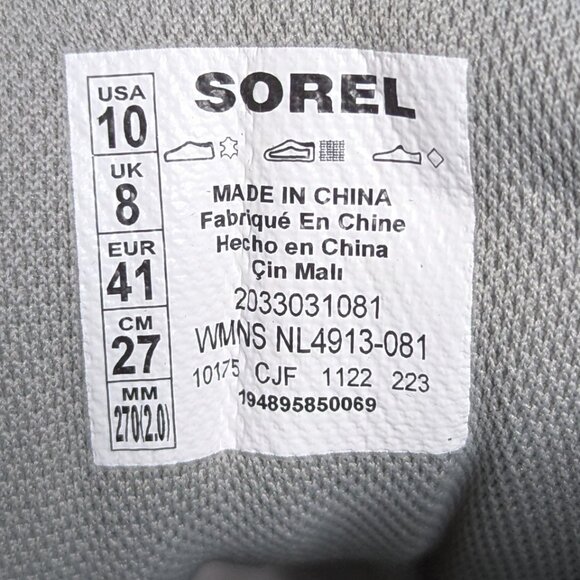 SOREL
USA
10
UK
8
EUR
41
CM
27
MM
270(2.0)
MADE IN CHINA
Fabriqué En Chine
Hecho en China
Çin Malı
2033031081
WMNS NL4913-081
10175 CJF 1122 223
194895850069